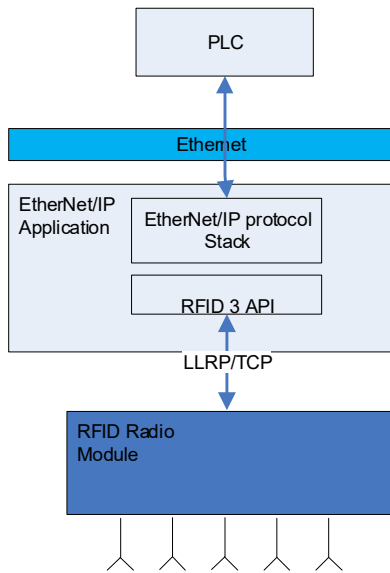 PLC
Ethernet
EtherNet/IP
Application
EtherNet/IP protocol
Stack
RFID 3 API
LLRP/TCP
RFID Radio
Module